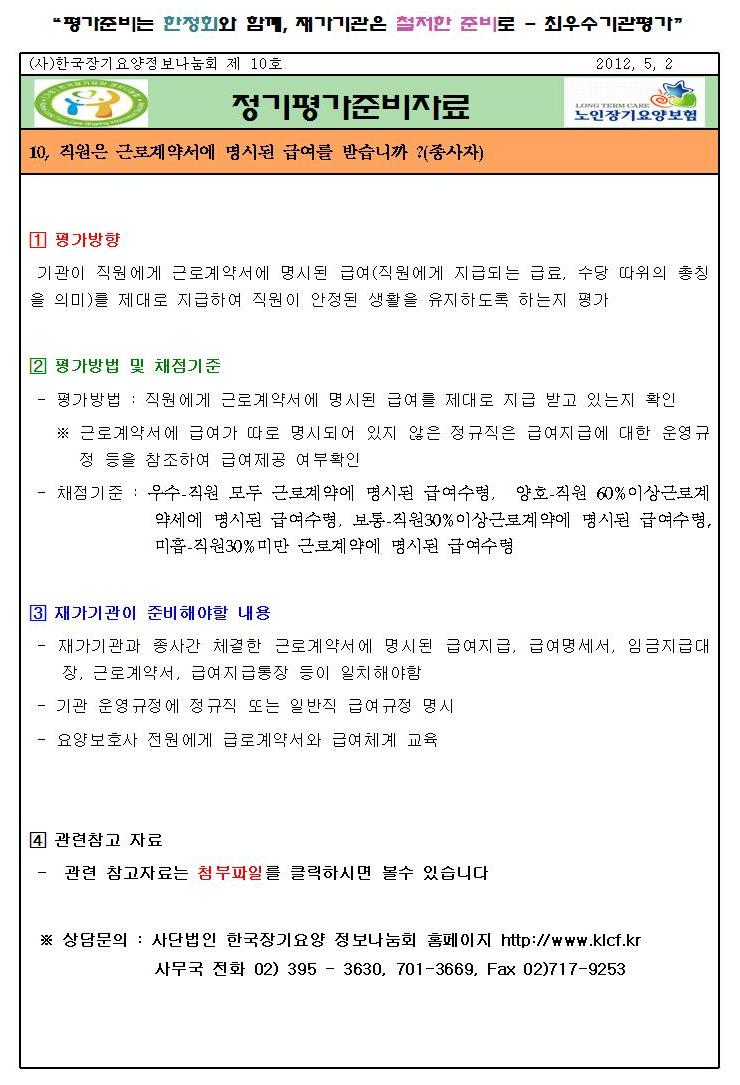 “평가준비는 한정회와 함께, 재가기관은 철저한 준비로 - 최우수기관평가”
(사)한국장기요양정보나눔회 제 10호 2012, 5, 2
정기평가준비자료
LONG TERM CARE
노인장기요양보험
10, 직원은 근로계약서에 명시된 급여를 받습니까 ?(종사자)
1 평가방향
기관이 직원에게 근로계약서에 명시된 급여(직원에게 지급되는 급료, 수당 따위의 총칭
을 의미)를 제대로 지급하여 직원이 안정된 생활을 유지하도록 하는지 평가
2 평가방법 및 채점기준
- 평가방법 : 직원에게 근로계약서에 명시된 급여를 제대로 지급 받고 있는지 확인
※ 근로계약서에 급여가 따로 명시되어 있지 않은 정규직은 급여지급에 대한 운영규
정 등을 참조하여 급여제공 여부확인
- 채점기준 : 우수-직원 모두 근로계약에 명시된 급여수령, 양호-직원 60%이상근로계
약세에 명시된 급여수령, 보통-직원30%이상근로계약에 명시된 급여수령,
미흡-직원30%미만 근로계약에 명시된 급여수령
3 재가기관이 준비해야할 내용
- 재가기관과 종사간 체결한 근로계약서에 명시된 급여지급, 급여명세서, 임금지급대
장, 근로계약서, 급여지급통장 등이 일치해야함
- 기관 운영규정에 정규직 또는 일반직 급여규정 명시
- 요양보호사 전원에게 급로계약서와 급여체계 교육
4 관련참고 자료
- 관련 참고자료는 첨부파일를 클릭하시면 볼수 있습니다
※ 상담문의 : 사단법인 한국장기요양 정보나눔회 홈페이지 http://www.klcf.kr
사무국 전화 02) 395 - 3630, 701-3669, Fax 02)717-9253